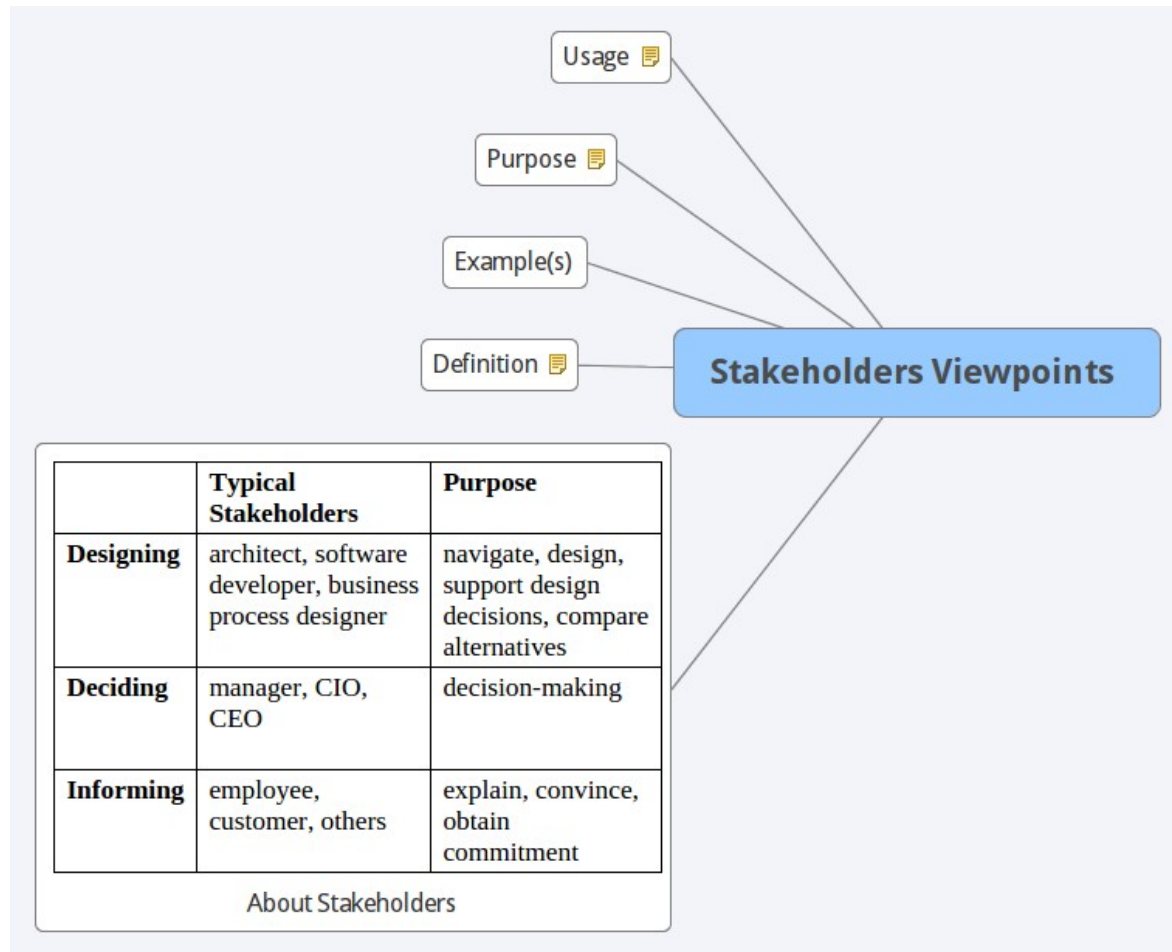 Usage
Purpose
Example(s)
Definition
Stakeholders Viewpoints
Typical
Stakeholders
Purpose
Designing
architect, software
developer, business
process designer
navigate, design,
support design
decisions, compare
alternatives
Deciding
manager, CIO,
CEO
decision-making
Informing
employee,
customer, others
explain, convince,
obtain
commitment
About Stakeholders